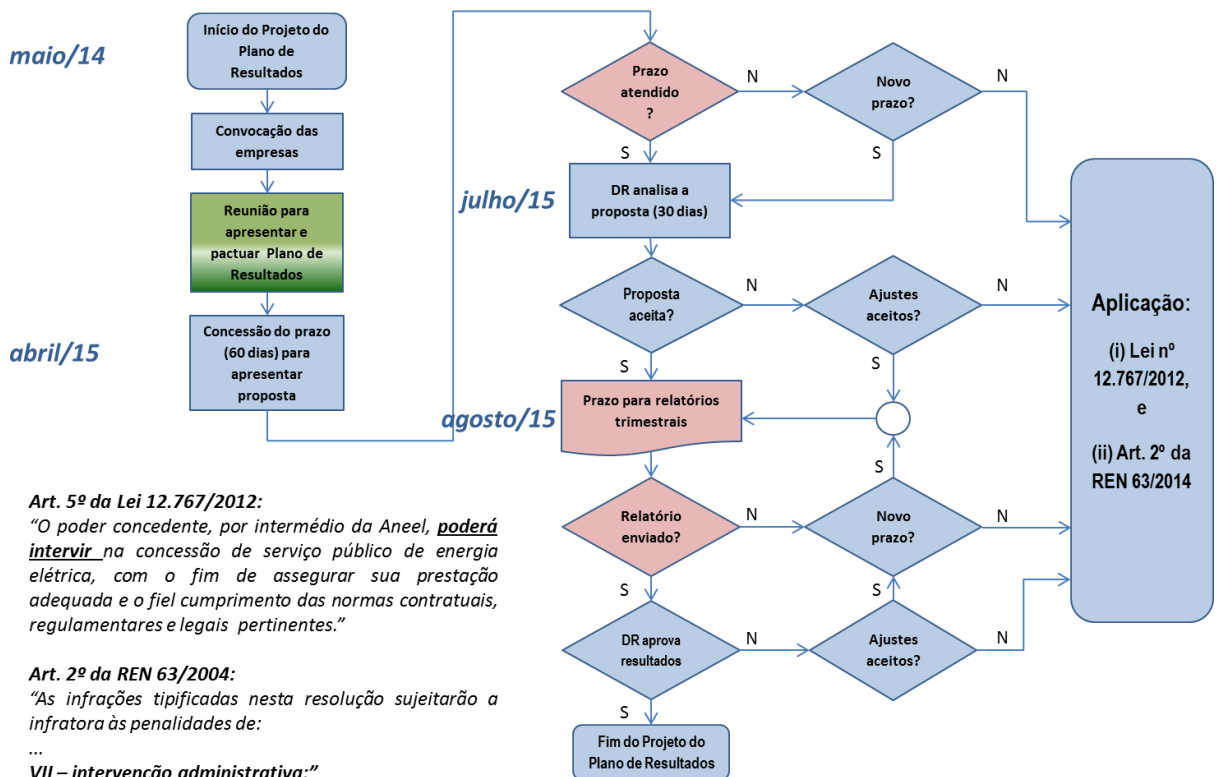 maio/14
Início do Projeto do
Plano de
Resultados
Convocação das
empresas
Reunião para
apresentar e
pactuar Plano de
Resultados
abril/15
Concessão do prazo
(60 dias) para
apresentar
proposta
Prazo
atendido
?
N
S
Novo
prazo?
N
S
julho/15
DR analisa a
proposta (30 dias)
Proposta
aceita?
N
S
Ajustes
aceitos?
N
S
agosto/15
Prazo para relatórios
trimestrais
Relatório
enviado?
N
S
Novo
prazo?
S
N
DR aprova
resultados
N
S
Ajustes
aceitos?
S
N
Fim do Projeto do
Plano de Resultados
Aplicação:
(i) Lei nº
12.767/2012,
e
(ii) Art. 2º da
REN 63/2014
Art. 5º da Lei 12.767/2012:
“O poder concedente, por intermédio da Aneel, poderá
intervir na concessão de serviço público de energia
elétrica, com o fim de assegurar sua prestação
adequada e o fiel cumprimento das normas contratuais,
regulamentares e legais pertinentes.”
Art. 2º da REN 63/2004:
“As infrações tipificadas nesta resolução sujeitarão a
infratora às penalidades de:
...
VII – intervenção administrativa;”